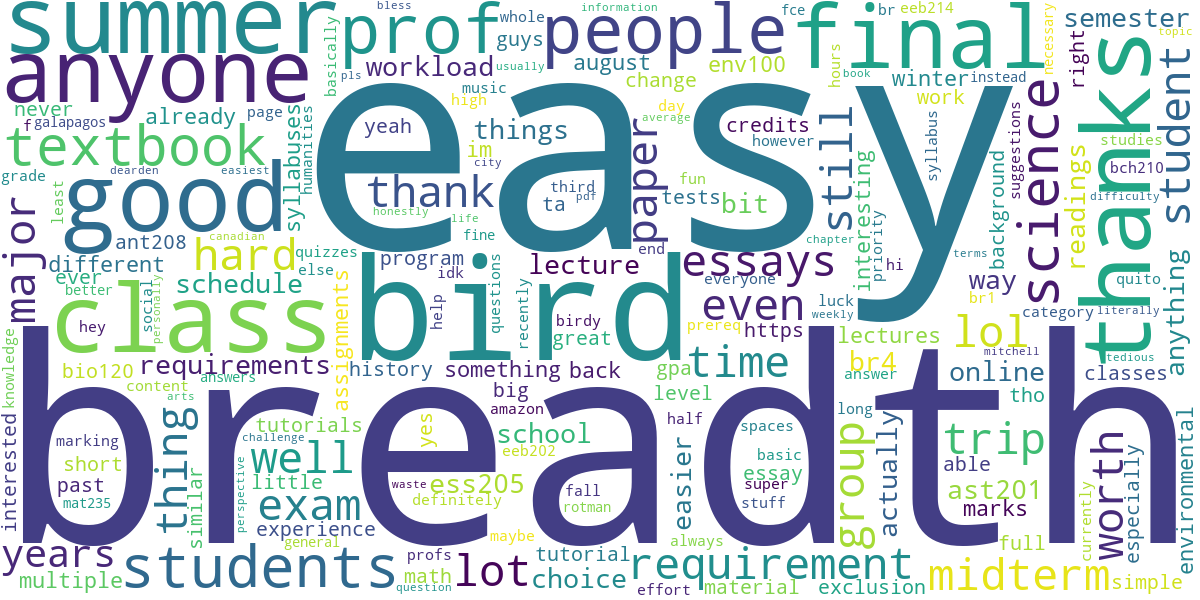 summer
prof
people
final
bless
whole
guys
information
usually
fce
br
eeb214
semester
topic
necessary
right
anyone
basically
pls
workload
august
change
env100
hours
book
winter
instead
work
thanks
student
never
f
galapagos
already
page
syllabuses
humanities
easy
music
high
day
average
yeah
things
im
city
credits
however
still
syllabus
suggestions
science
readings
studies
bch210
difficulty
textbook
grade
dearden
easiest
least
good
thank
honestly
life
third
ta
pdf
paper
fun
tests
bit
interesting
priority
background
chapter
hi
terms
way
quito
anything
major
ant208
different
canadian
hard
quizzes
else
fine
program
idk
end
lecture
essays
everyone
even
luck
weekly
br1
category
literally
ever
better
social
personally
schedule
class
hey
bird
help
questions
recently
birdy
great
prereq
https
lectures
lol
mitchell
tedious
environmental
interested
knowledge
bio120
content
requirements
answers
arts
assignments
history
something
back
big
amazon
gpa
level
time
br4
answer
online
tho
classes
breadth
marking
short
past
mat235
thing
similar
tutorials
challenge
well
little
perspective
exam
experience
general
yes
school
eeb202
ess205
waste
definitely
maybe
half
spaces
basic
essay
super
stuff
fall
rotman
easier
always
long
group
actually
trip
able
ast201
marks
full
currently
worth
especially
years
multiple
students
profs
math
question
lot
tutorial
choice
requirement
effort
material
exclusion
midterm
simple